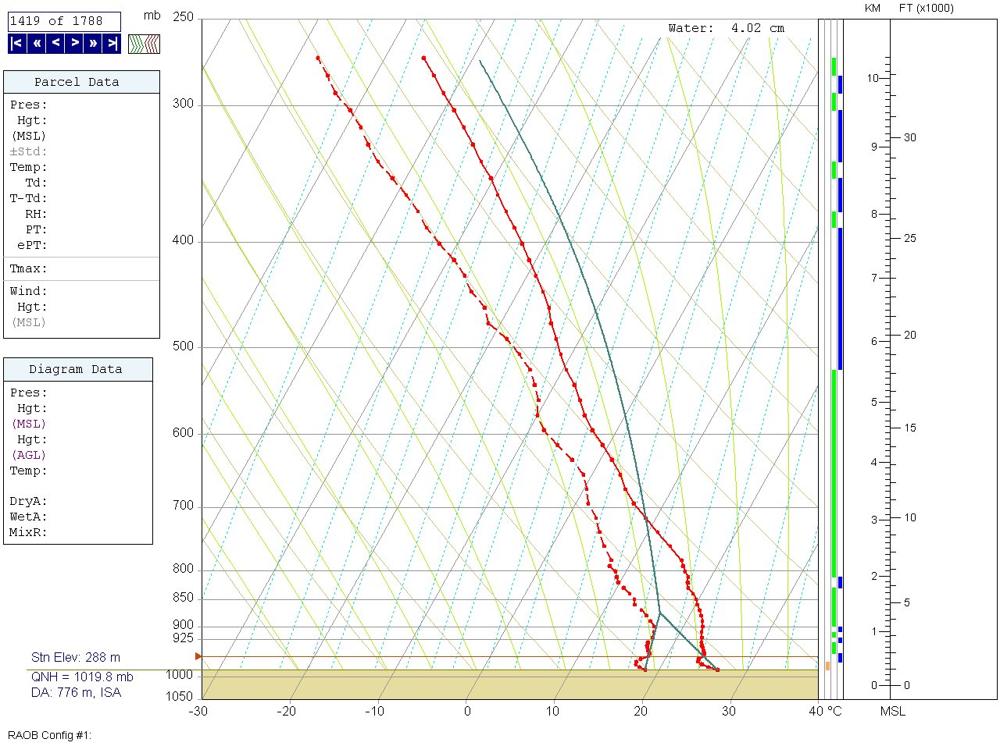 1419 of 1788
mb
|< « < > » >|
Parcel Data
Pres:
Hgt:
(MSL)
±Std:
Temp:
Td:
T-Td:
RH:
PT:
ePT:
Tmax:
Wind:
Hgt:
(MSL)
Diagram Data
Pres:
Hgt:
(MSL)
Hgt:
(AGL)
Temp:
DryA:
WetA:
MixR:
Stn Elev: 288 m
QNH = 1019.8 mb
DA: 776 m, ISA
RAOB Config #1:
250
300
400
500
600
700
800
850
900
925
1000
1050
Water: 4.02 cm
-30 -20 -10 0 10 20 30 40 °C MSL
KM FT (x1000)
10
9
30
8
25
7
6
20
5
15
4
3
10
2
5
1
0 0